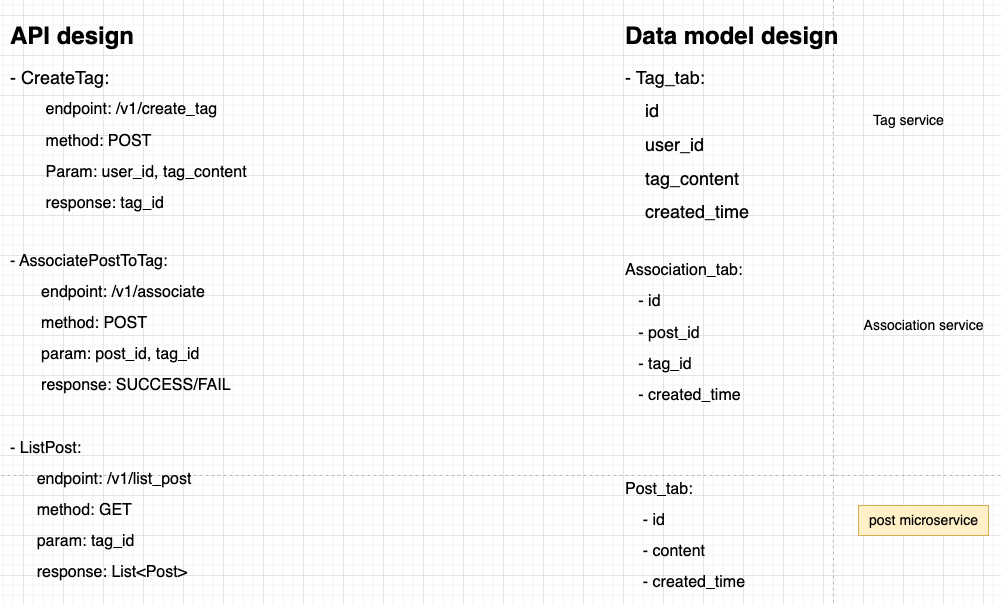 API design
- CreateTag:
endpoint: /v1/create_tag
method: POST
Param: user_id, tag_content
response: tag_id
- AssociatePostToTag:
endpoint: /v1/associate
method: POST
param: post_id, tag_id
response: SUCCESS/FAIL
- ListPost:
endpoint: /v1/list_post
method: GET
param: tag_id
response: List<Post>
Data model design
- Tag_tab:
id
user_id
tag_content
created_time
Tag service
Association_tab:
- id
- post_id
- tag_id
- created_time
Association service
Post_tab:
- id
- content
- created_time
post microservice